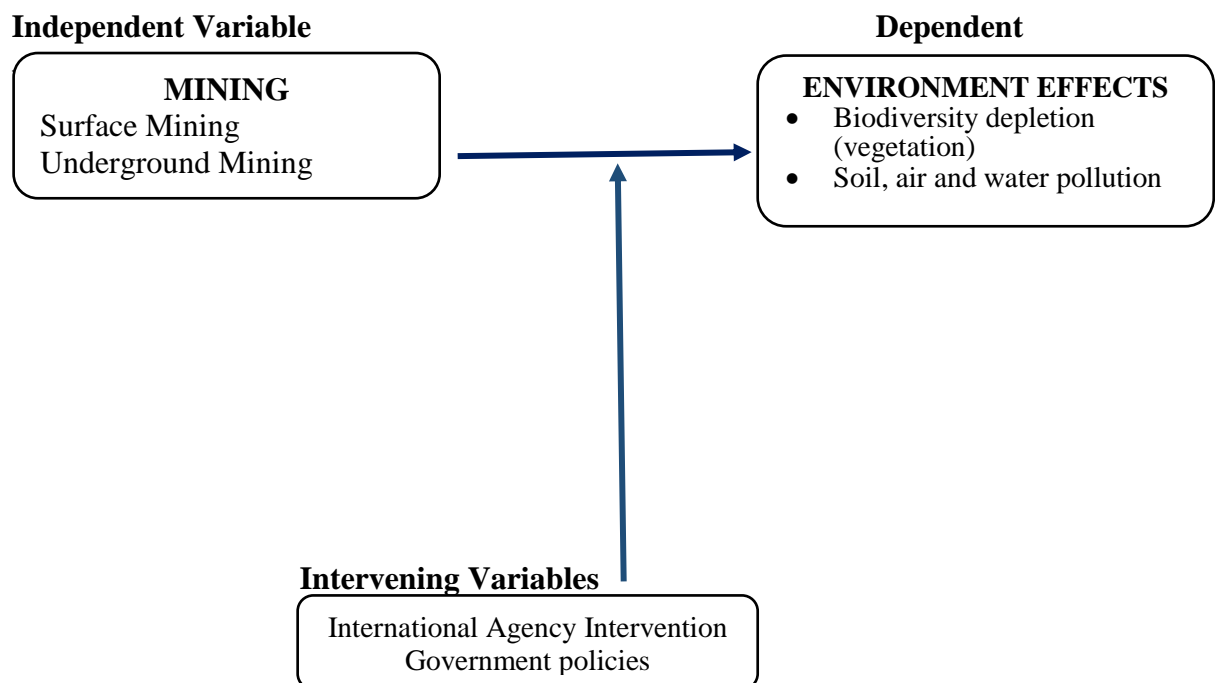 Independent Variable
Dependent
MINING
Surface Mining
Underground Mining
ENVIRONMENT EFFECTS
• Biodiversity depletion
(vegetation)
• Soil, air and water pollution
Intervening Variables
International Agency Intervention
Government policies